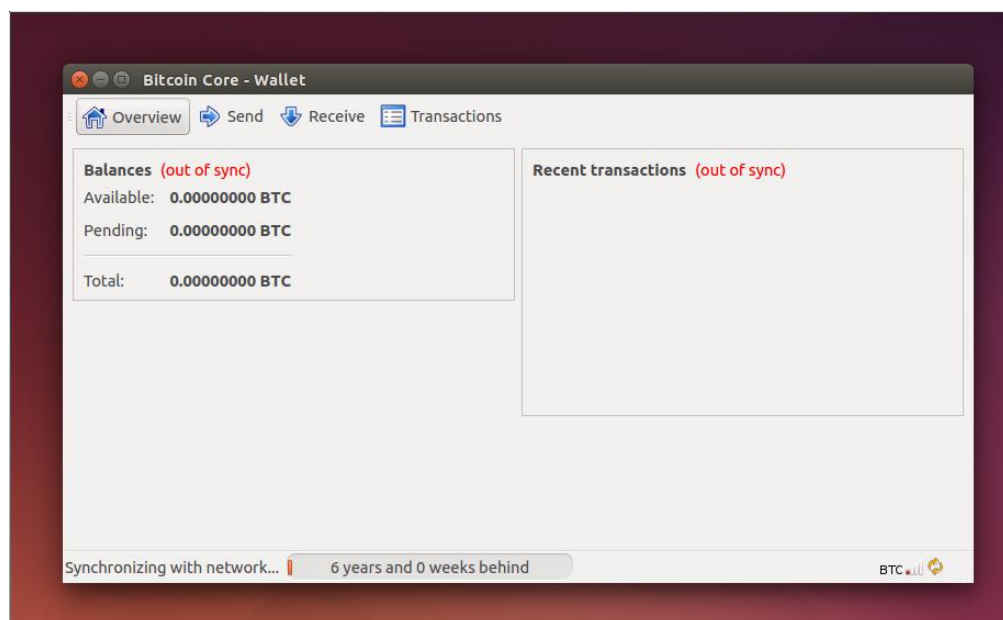 Bitcoin Core - Wallet
Overview Send Receive Transactions
Balances (out of sync)
Available: 0.00000000 BTC
Pending: 0.00000000 BTC
Total: 0.00000000 BTC
Recent transactions (out of sync)
Synchronizing with network... 6 years and 0 weeks behind BTC